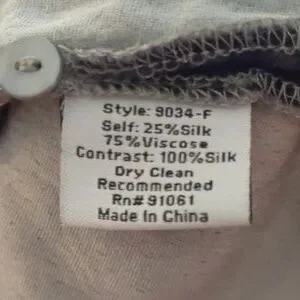 Style: 9034-F
Self: 25%Silk
75%Viscose
Contrast: 100%Silk
Dry Clean
Recommended
Rn# 91061
Made In China